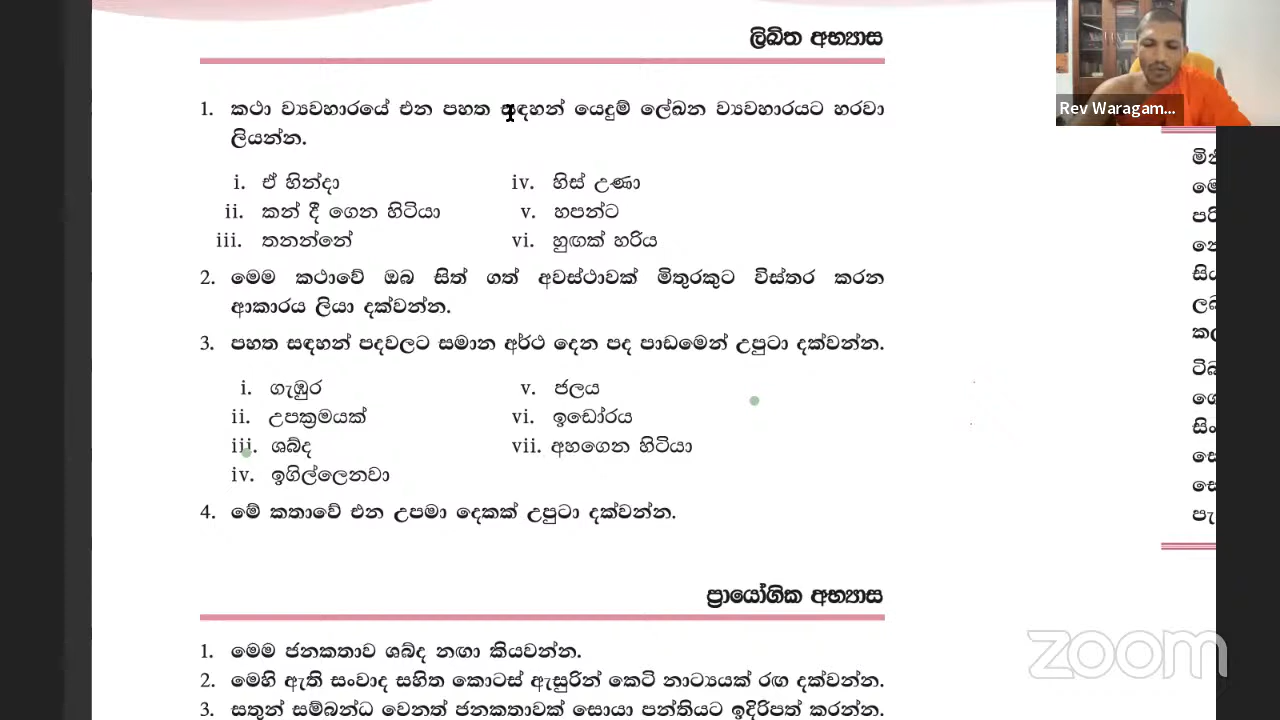 ලිඛිත අභ්‍යාස
Rev Waragam...
1. කථා ව්‍යවහාරයේ එන පහත සඳහන් යෙදුම් ලේඛන ව්‍යවහාරයට හරවා
ලියන්න.
i. ඒ හින්දා
ii. කන් දී ගෙන හිටියා
iii. තනන්නේ
iv. හිස් උණා
v. හපන්ට
vi. හුඟක් හරිය
2. මෙම කථාවේ ඔබ සිත් ගත් අවස්ථාවක් මිතුරකුට විස්තර කරන
ආකාරය ලියා දක්වන්න.
3. පහත සඳහන් පදවලට සමාන අර්ථ දෙන පද පාඩමෙන් උපුටා දක්වන්න.
i. ගැඹුර
ii. උපක්‍රමයක්
iii. ශබ්ද
iv. ඉගිල්ලෙනවා
v. ජලය
vi. ඉඩෝරය
vii. අහගෙන හිටියා
4. මේ කතාවේ එන උපමා දෙකක් උපුටා දක්වන්න.
ප්‍රායෝගික අභ්‍යාස
1. මෙම ජනකතාව ශබ්ද නඟා කියවන්න.
2. මෙහි ඇති සංවාද සහිත කොටස් ඇසුරින් කෙටි නාට්‍යයක් රඟ දක්වන්න.
3. සතුන් සම්බන්ධ වෙනත් ජනකතාවක් සොයා පන්තියට ඉදිරිපත් කරන්න.
zoom